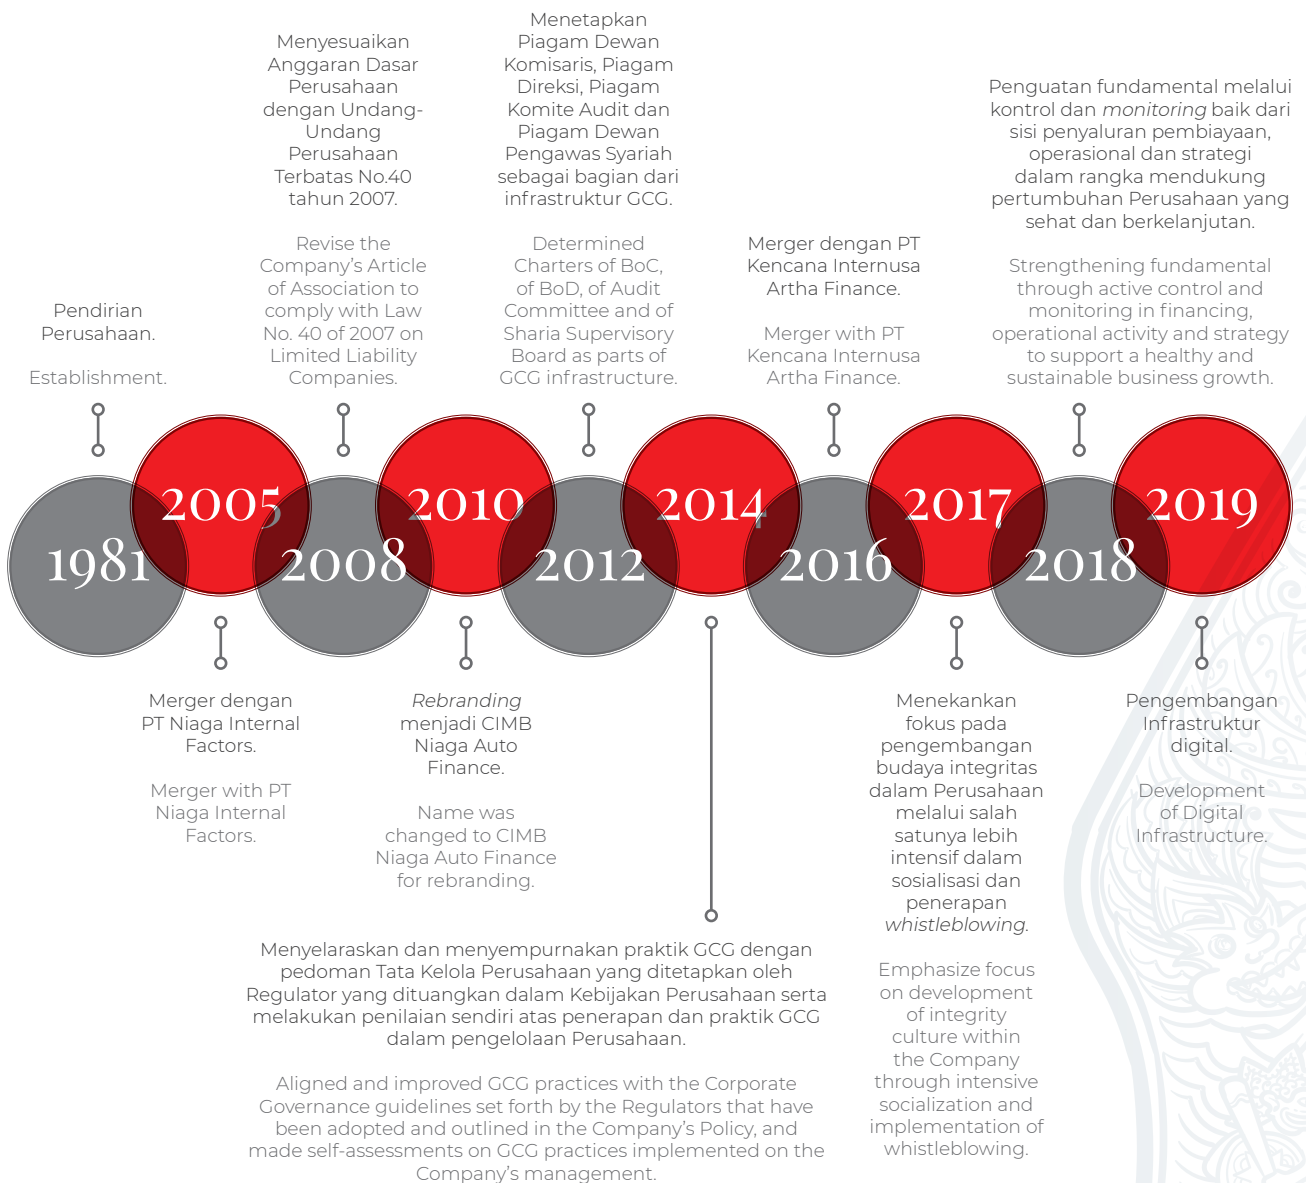 Pendirian
Perusahaan.
Establishment.
1981
2005
Merger dengan
PT Niaga Internal
Factors.
Merger with PT
Niaga Internal
Factors.
Menyesuaikan
Anggaran Dasar
Perusahaan
dengan Undang-
Undang
Perusahaan
Terbatas No.40
tahun 2007.
Revise the
Company's Article
of Association to
comply with Law
No. 40 of 2007 on
Limited Liability
Companies.
2008
2010
Rebranding
menjadi CIMB
Niaga Auto
Finance.
Name was
changed to CIMB
Niaga Auto Finance
for rebranding.
Menetapkan
Piagam Dewan
Komisaris, Piagam
Direksi, Piagam
Komite Audit dan
Piagam Dewan
Pengawas Syariah
sebagai bagian dari
infrastruktur GCG.
Determined
Charters of BoC,
of BoD, of Audit
Committee and of
Sharia Supervisory
Board as parts of
GCG infrastructure.
2012
2014
Menyelaraskan dan menyempurnakan praktik GCG dengan
pedoman Tata Kelola Perusahaan yang ditetapkan oleh
Regulator yang dituangkan dalam Kebijakan Perusahaan serta
melakukan penilaian sendiri atas penerapan dan praktik GCG
dalam pengelolaan Perusahaan.
Aligned and improved GCG practices with the Corporate
Governance guidelines set forth by the Regulators that have
been adopted and outlined in the Company's Policy, and
made self-assessments on GCG practices implemented on the
Company's management.
Merger dengan PT
Kencana Internusa
Artha Finance.
Merger with PT
Kencana Internusa
Artha Finance.
2016
2017
Menekankan
fokus pada
pengembangan
budaya integritas
dalam Perusahaan
melalui salah
satunya lebih
intensif dalam
sosialisasi dan
penerapan
whistleblowing.
Emphasize focus
on development
of integrity
culture within
the Company
through intensive
socialization and
implementation of
whistleblowing.
Penguatan fundamental melalui
kontrol dan monitoring baik dari
sisi penyaluran pembiayaan,
operasional dan strategi
dalam rangka mendukung
pertumbuhan Perusahaan yang
sehat dan berkelanjutan.
Strengthening fundamental
through active control and
monitoring in financing,
operational activity and strategy
to support a healthy and
sustainable business growth.
2018
2019
Pengembangan
Infrastruktur
digital.
Development
of Digital
Infrastructure.